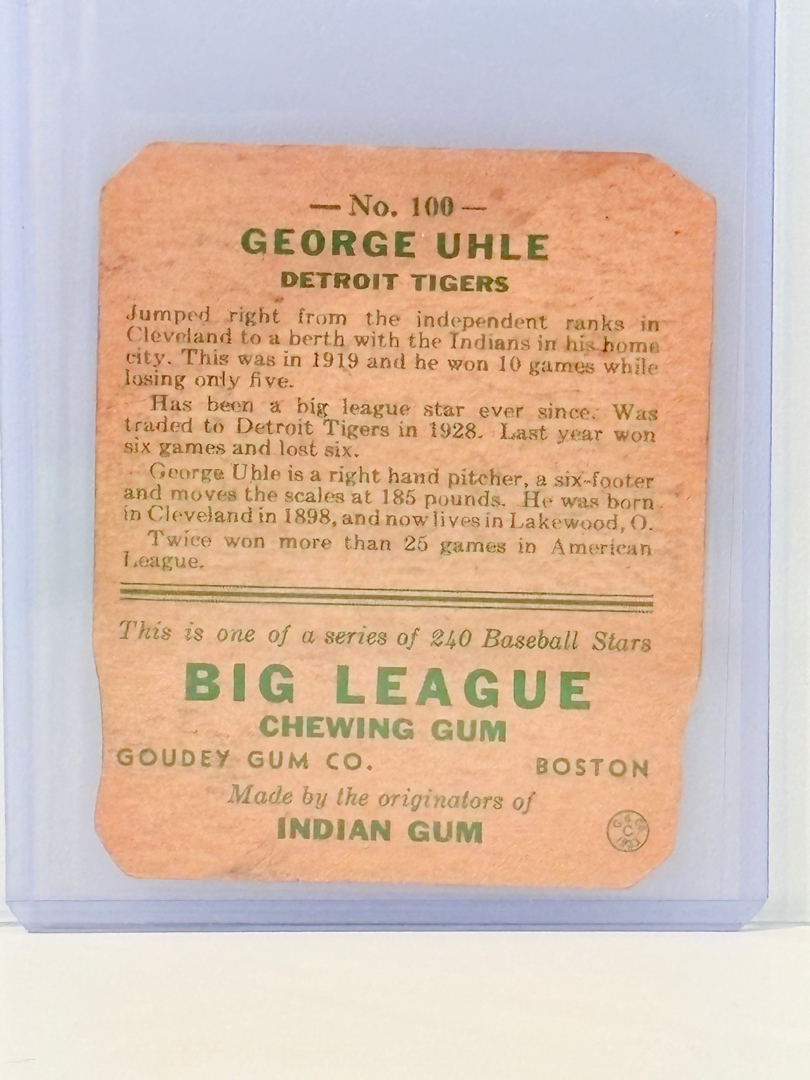 — No. 100 —
GEORGE UHLE
DETROIT TIGERS
Jumped right from the independent ranks in
Cleveland to a berth with the Indians in his home
city. This was in 1919 and he won 10 games while
losing only five.
Has been a big league star ever since. Was
traded to Detroit Tigers in 1928. Last year won
six games and lost six.
George Uhle is a right hand pitcher, a six-footer
and moves the scales at 185 pounds. He was born
in Cleveland in 1898, and now lives in Lakewood, O.
Twice won more than 25 games in American
League.
This is one of a series of 240 Baseball Stars
BIG LEAGUE
CHEWING GUM
GOUDEY GUM CO. BOSTON
Made by the originators of
INDIAN GUM